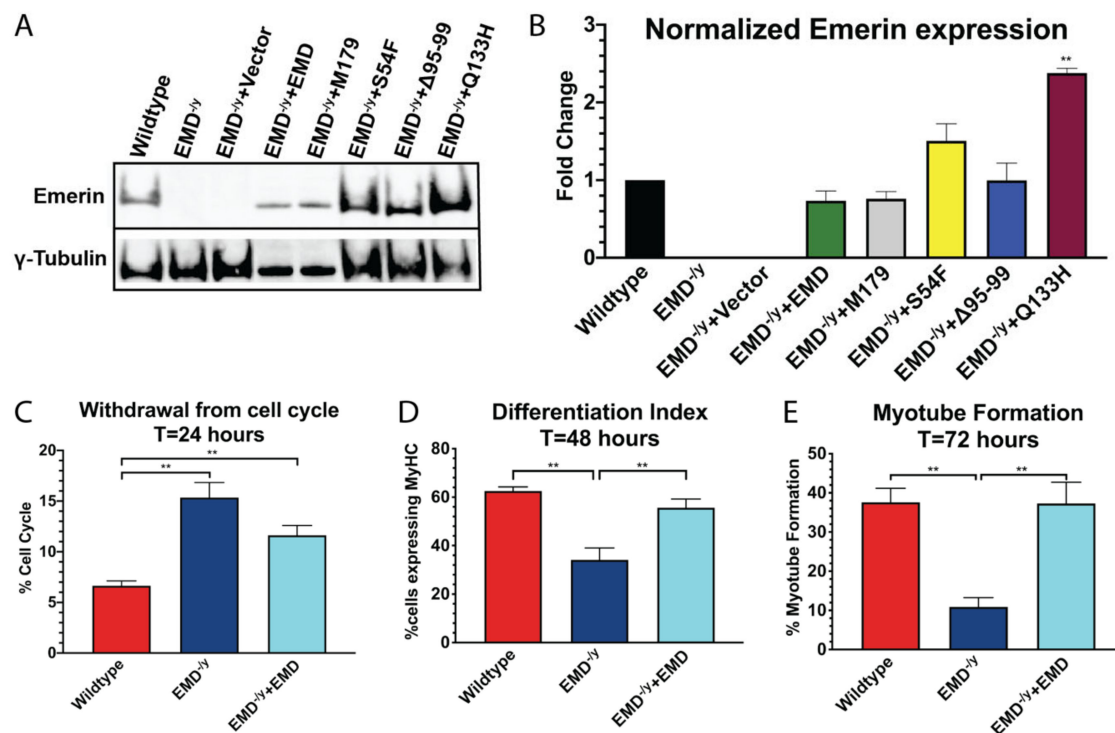 A
Wildtype
EMD-/y
EMD-/y+Vector
EMD-/y+EMD
EMD-/y+M179
EMD-/y+S54F
EMD-/y+Δ95-99
EMD-/y+Q133H
Emerin
γ-Tubulin
B
Normalized Emerin expression
Fold Change
3
2
1
0
**
Wildtype
EMD-/y
EMD-/y+Vector
EMD-/y+EMD
EMD-/y+M179
EMD-/y+S54F
EMD-/y+Δ95-99
EMD-/y+Q133H
C
Withdrawal from cell cycle
T=24 hours
% Cell Cycle
20
15
10
5
0
**
**
Wildtype
EMD-/y
EMD-/y+EMD
D
Differentiation Index
T=48 hours
%cells expressing MyHC
80
60
40
20
0
**
**
Wildtype
EMD-/y
EMD-/y+EMD
E
Myotube Formation
T=72 hours
% Myotube Formation
50
40
30
20
10
0
**
**
Wildtype
EMD-/y
EMD-/y+EMD